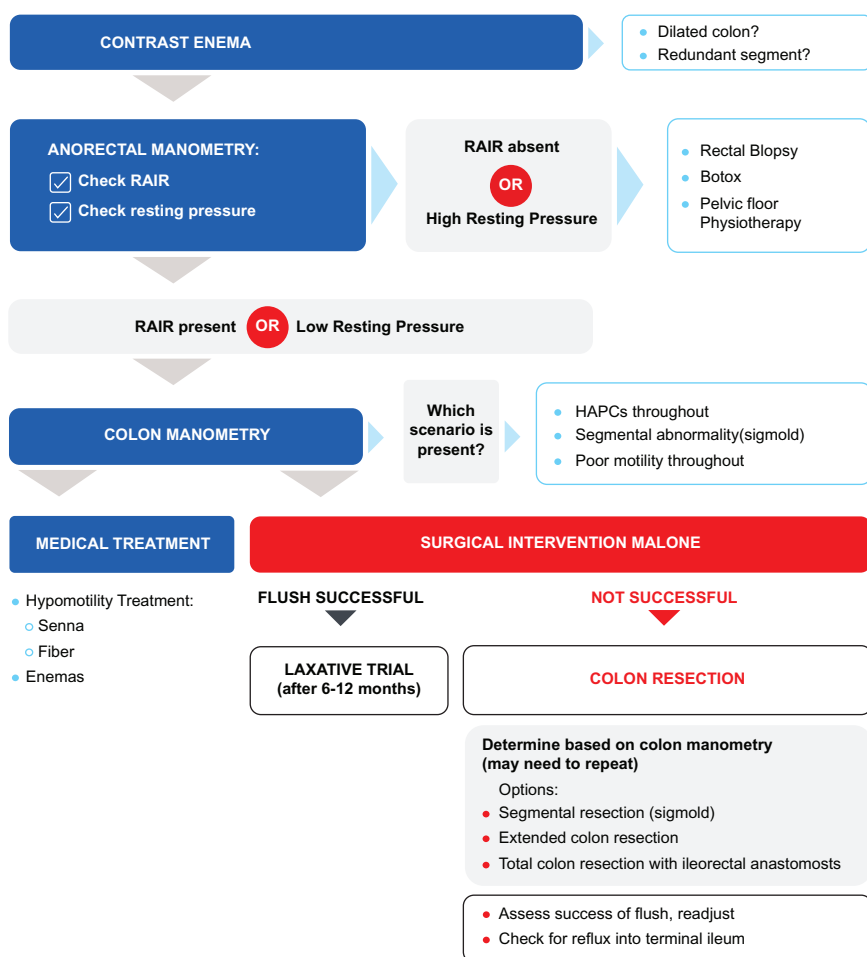 CONTRAST ENEMA
Dilated colon?
Redundant segment?
ANORECTAL MANOMETRY:
Check RAIR
Check resting pressure
RAIR absent
OR
High Resting Pressure
Rectal Blopsy
Botox
Pelvic floor
Physiotherapy
RAIR present OR Low Resting Pressure
COLON MANOMETRY
Which
scenario is
present?
HAPCs throughout
Segmental abnormality(sigmold)
Poor motility throughout
MEDICAL TREATMENT
SURGICAL INTERVENTION MALONE
Hypomotility Treatment:
Senna
Fiber
Enemas
FLUSH SUCCESSFUL
NOT SUCCESSFUL
LAXATIVE TRIAL
(after 6-12 months)
COLON RESECTION
Determine based on colon manometry
(may need to repeat)
Options:
Segmental resection (sigmold)
Extended colon resection
Total colon resection with ileorectal anastomosts
Assess success of flush, readjust
Check for reflux into terminal ileum